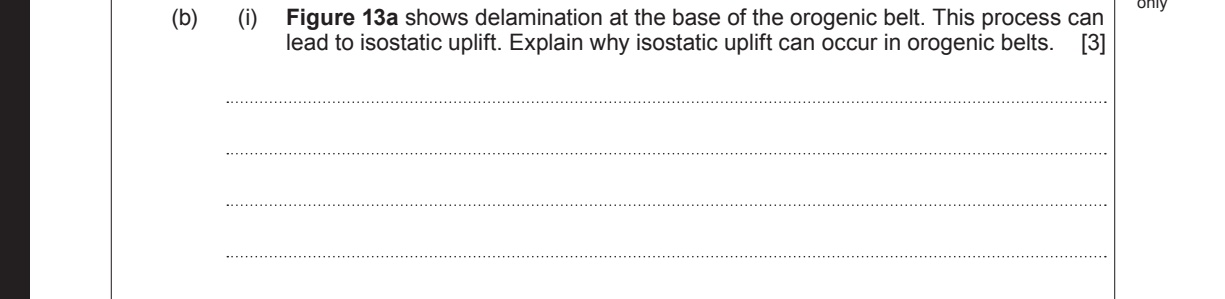 only
(b) (i) Figure 13a shows delamination at the base of the orogenic belt. This process can
lead to isostatic uplift. Explain why isostatic uplift can occur in orogenic belts. [3]